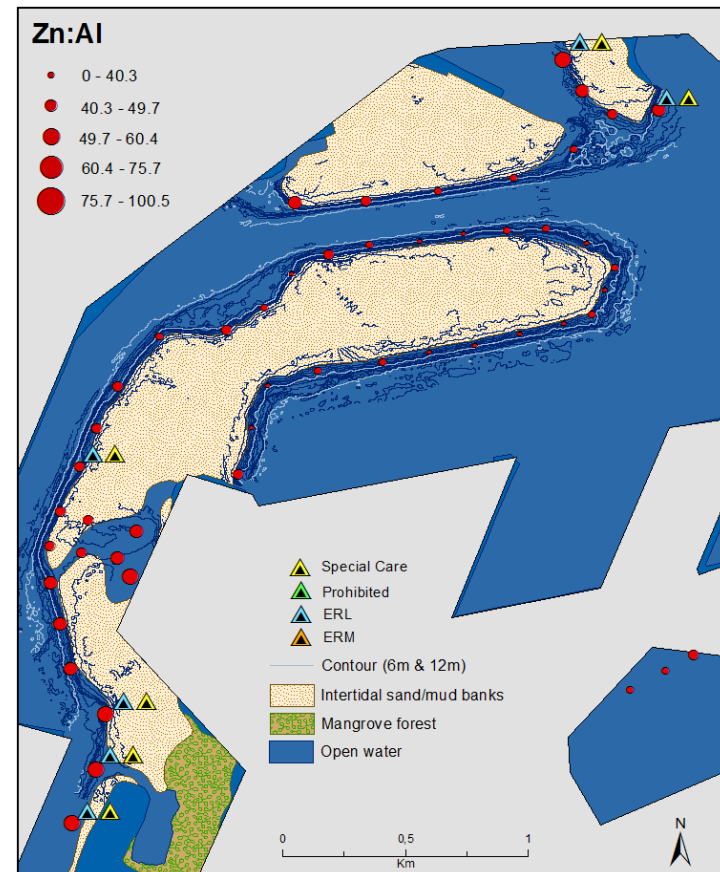 Zn:Al
0 - 40.3
40.3 - 49.7
49.7 - 60.4
60.4 - 75.7
75.7 - 100.5
Special Care
Prohibited
ERL
ERM
Contour (6m & 12m)
Intertidal sand/mud banks
Mangrove forest
Open water
0 0,5 1
Km
N